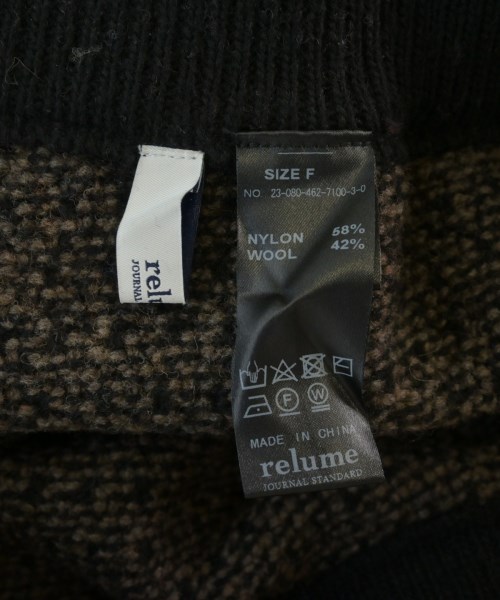 SIZE F
NO. 23-080-462-7100-3-0
NYLON 58%
WOOL 42%
F W
MADE IN CHINA
relume
JOURNAL STANDARD
relu
JOURNAL